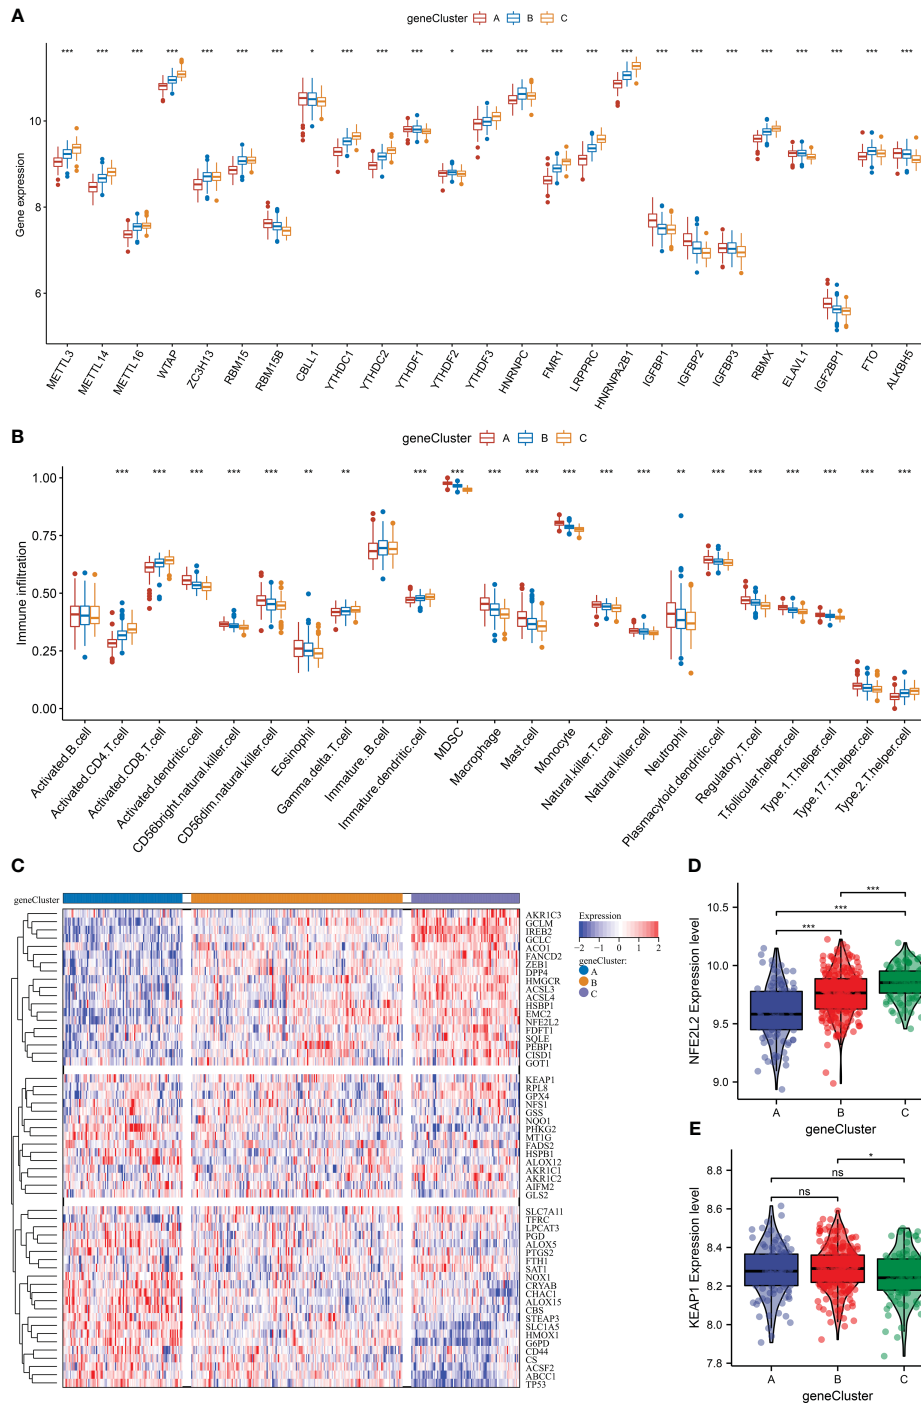 A
geneCluster A B C
*** *** *** *** *** *** *** * *** *** *** * *** *** *** *** *** *** *** *** *** *** *** *** ***
Gene expression
10
8
6
METTL3
METTL14
METTL16
WTAP
ZC3H13
RBM15
RBM15B
CBLL1
YTHDC1
YTHDC2
YTHDF1
YTHDF2
YTHDF3
HNRNPC
FMR1
LRPPRC
HNRNPA2B1
IGFBP1
IGFBP2
IGFBP3
RBMX
ELAVL1
IGF2BP1
FTO
ALKBH5
B
geneCluster A B C
*** *** *** *** *** ** ** *** *** *** *** *** *** *** ** *** *** *** *** *** ***
Immune infiltration
1.00
0.75
0.50
0.25
0.00
Activated.B.cell
Activated.CD4.T.cell
Activated.CD8.T.cell
Activated.dendritic.cell
CD56bright.natural.killer.cell
CD56dim.natural.killer.cell
Eosinophil
Gamma.delta.T.cell
Immature..B.cell
Immature.dendritic.cell
MDSC
Macrophage
Mast.cell
Monocyte
Natural.killer.T.cell
Natural.killer.cell
Neutrophil
Plasmacytoid.dendritic.cell
Regulatory.T.cell
T.follicular.helper.cell
Type.1.T.helper.cell
Type.17.T.helper.cell
Type.2.T.helper.cell
C
geneCluster
AKR1C3
GCLM
IREB2
GCLC
ACO1
FANCD2
ZEB1
DPP4
HMGCR
ACSL3
ACSL4
HSBP1
EMC2
NFE2L2
FDFT1
SQLE
PEBP1
CISD1
GOT1
KEAP1
RPL8
GPX4
NFS1
GSS
NQO1
PHKG2
MT1G
FADS2
HSPB1
ALOX12
AKR1C1
AKR1C2
AIFM2
GLS2
SLC7A11
TFRC
LPCAT3
PGD
ALOX5
PTGS2
FTH1
SAT1
NOX1
CRYAB
CHAC1
ALOX15
CBS
STEAP3
SLC1A5
HMOX1
G6PD
CD44
CS
ACSF2
ABCC1
TP53
Expression
−2 −1 0 1 2
geneCluster:
A
B
C
D
***
***
***
NFE2L2 Expression level
10.5
10.0
9.5
9.0
A B C
geneCluster
E
*
ns
ns
KEAP1 Expression level
8.8
8.6
8.4
8.2
8.0
7.8
A B C
geneCluster